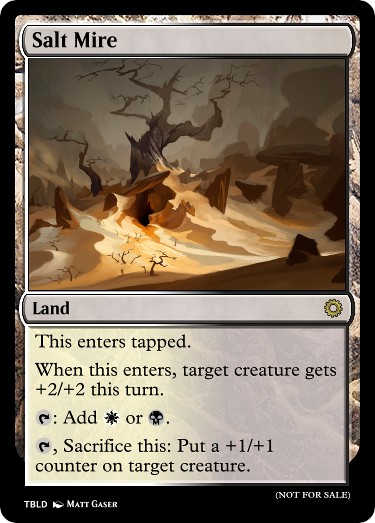 Salt Mire
Land
This enters tapped.
When this enters, target creature gets
+2/+2 this turn.
: Add or .
, Sacrifice this: Put a +1/+1
counter on target creature.
TBLD Matt Gaser
(NOT FOR SALE)